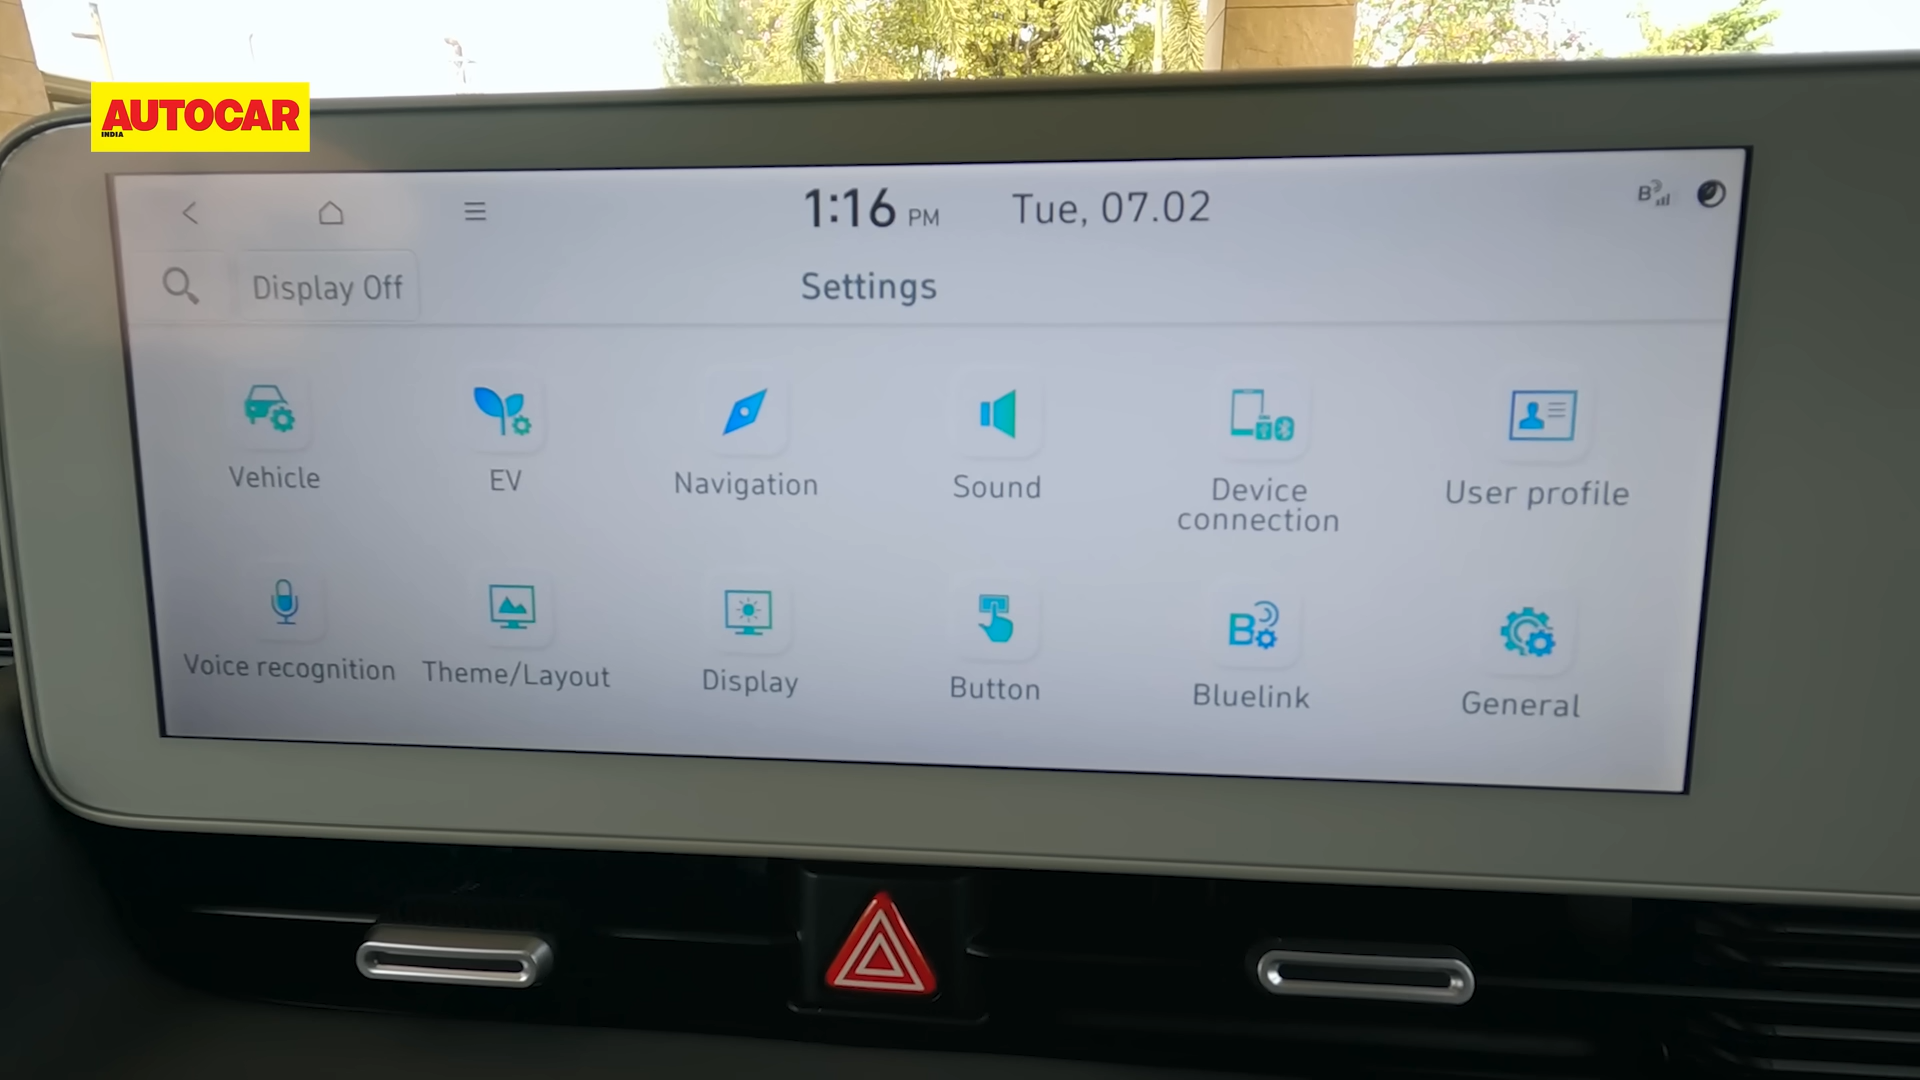 AUTOCAR
INDIA
1:16 PM Tue, 07.02
Display Off
Settings
Vehicle
EV
Navigation
Sound
Device
connection
User profile
Voice recognition
Theme/Layout
Display
Button
Bluelink
General